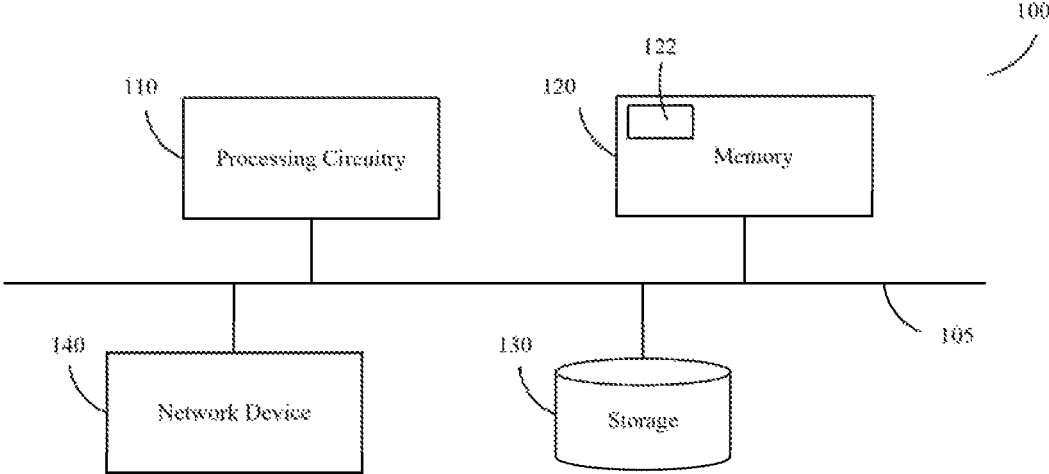 100
122
110
120
Processing Circuitry
Memory
105
140
130
Network Device
Storage